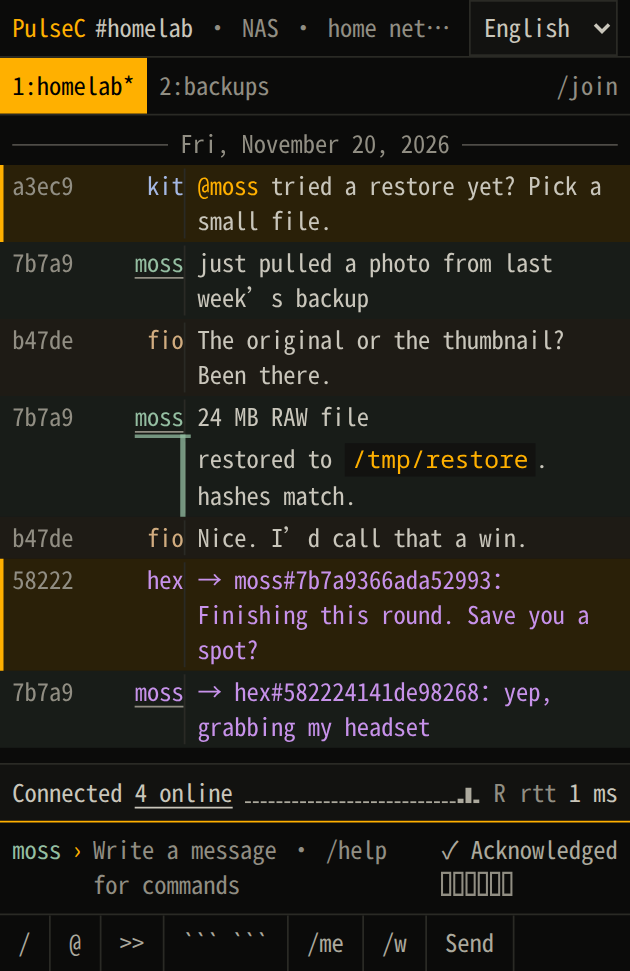 PulseC #homelab • NAS • home net···
English
1:homelab* 2:backups /join
Fri, November 20, 2026
a3ec9 kit @moss tried a restore yet? Pick a
small file.
7b7a9 moss just pulled a photo from last
week’s backup
b47de fio The original or the thumbnail?
Been there.
7b7a9 moss 24 MB RAW file
restored to /tmp/restore.
hashes match.
b47de fio Nice. I’d call that a win.
58222 hex → moss#7b7a9366ada52993:
Finishing this round. Save you a
spot?
7b7a9 moss → hex#582224141de98268: yep,
grabbing my headset
Connected 4 online R rtt 1 ms
moss › Write a message • /help
for commands
✓ Acknowledged
/ @ >> ``` ``` /me /w Send